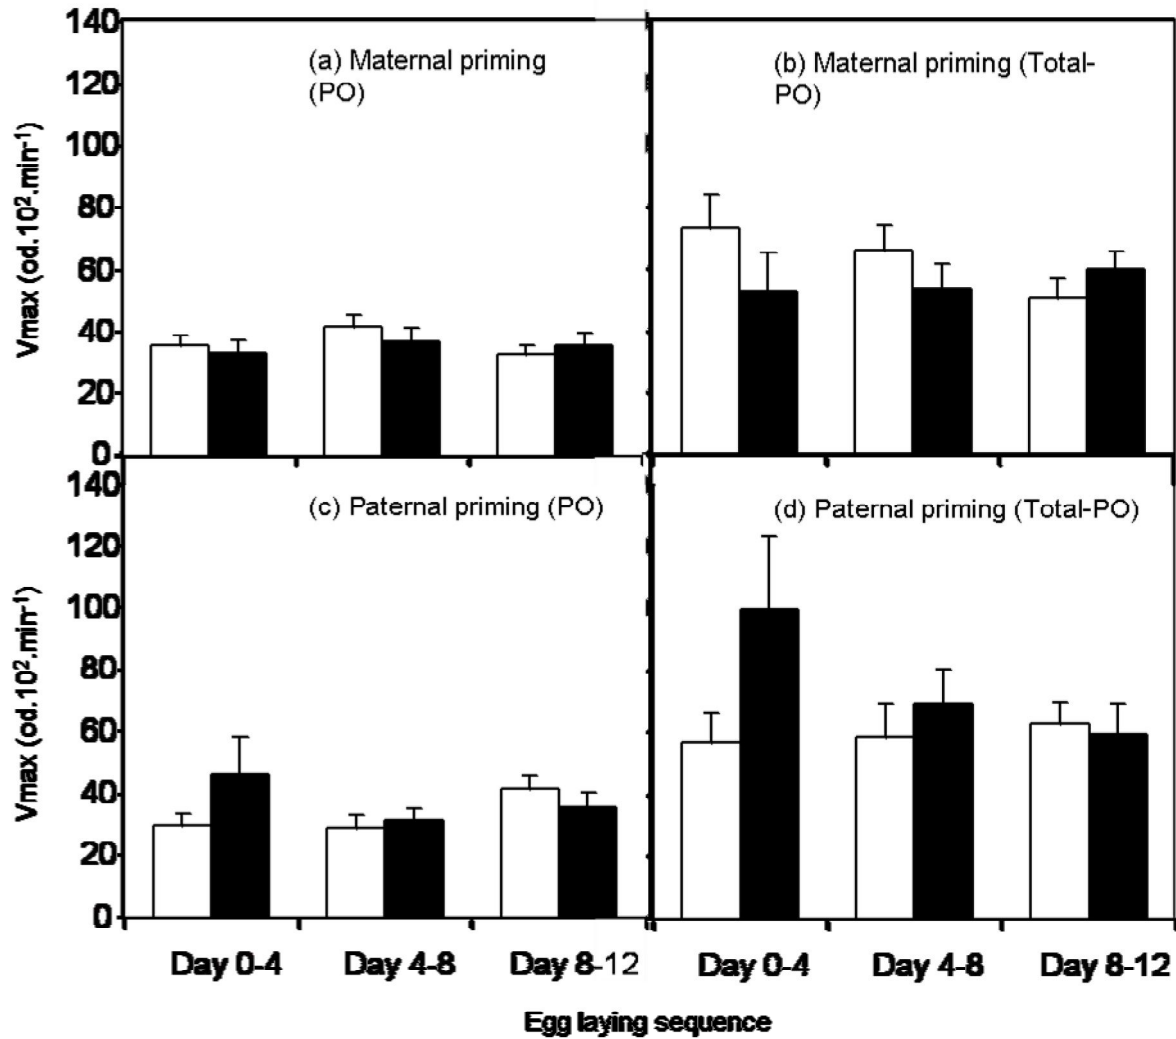 140
120
100
80
60
40
20
0
Vmax (od.10².min⁻¹)
(a) Maternal priming
(PO)
(b) Maternal priming (Total-
PO)
140
120
100
80
60
40
20
0
Vmax (od.10².min⁻¹)
(c) Paternal priming (PO)
(d) Paternal priming (Total-PO)
Day 0-4 Day 4-8 Day 8-12 Day 0-4 Day 4-8 Day 8-12
Egg laying sequence